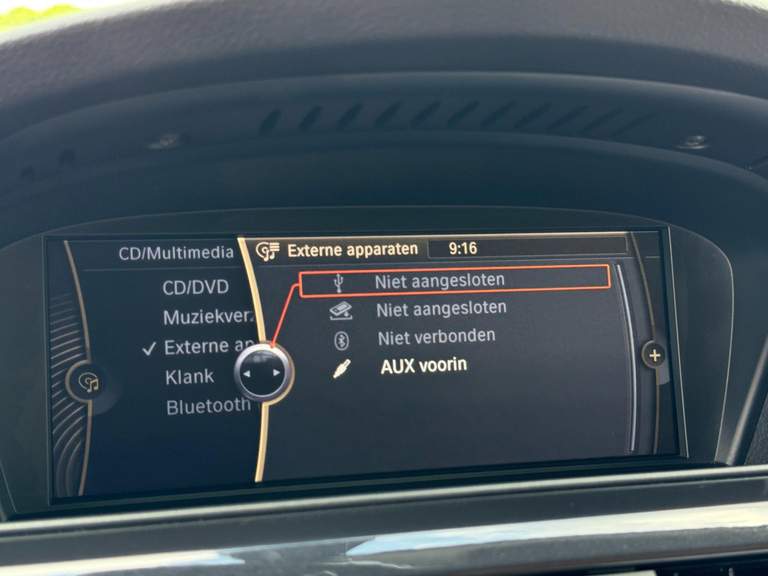 CD/Multimedia
CD/DVD
Muziekver
Externe ap
Klank
Bluetooth
Externe apparaten 9:16
Niet aangesloten
Niet aangesloten
Niet verbonden
AUX voorin